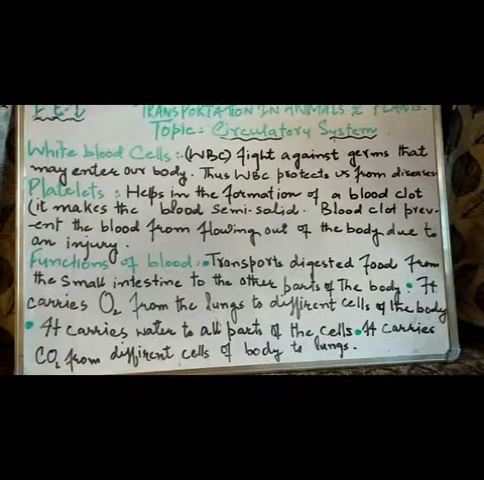 TRANSPORTATION IN ANIMALS & PLANTS.
Topic = Circulatory System
White blood Cells :- (WBC) fight against germs that
may enter our body. Thus WBC protects us from diseases
Platelets : Helps in the formation of a blood clot
(it makes the blood semi-solid. Blood clot prev-
ent the blood from flowing out of the body due to
an injury.
Functions of blood:- • Transports digested food from
the small intestine to the other parts of The body • It
carries O2 from the lungs to diffirent cells of the body
• It carries water to all parts of the cells • It carries
CO2 from diffirent cells of body to lungs.